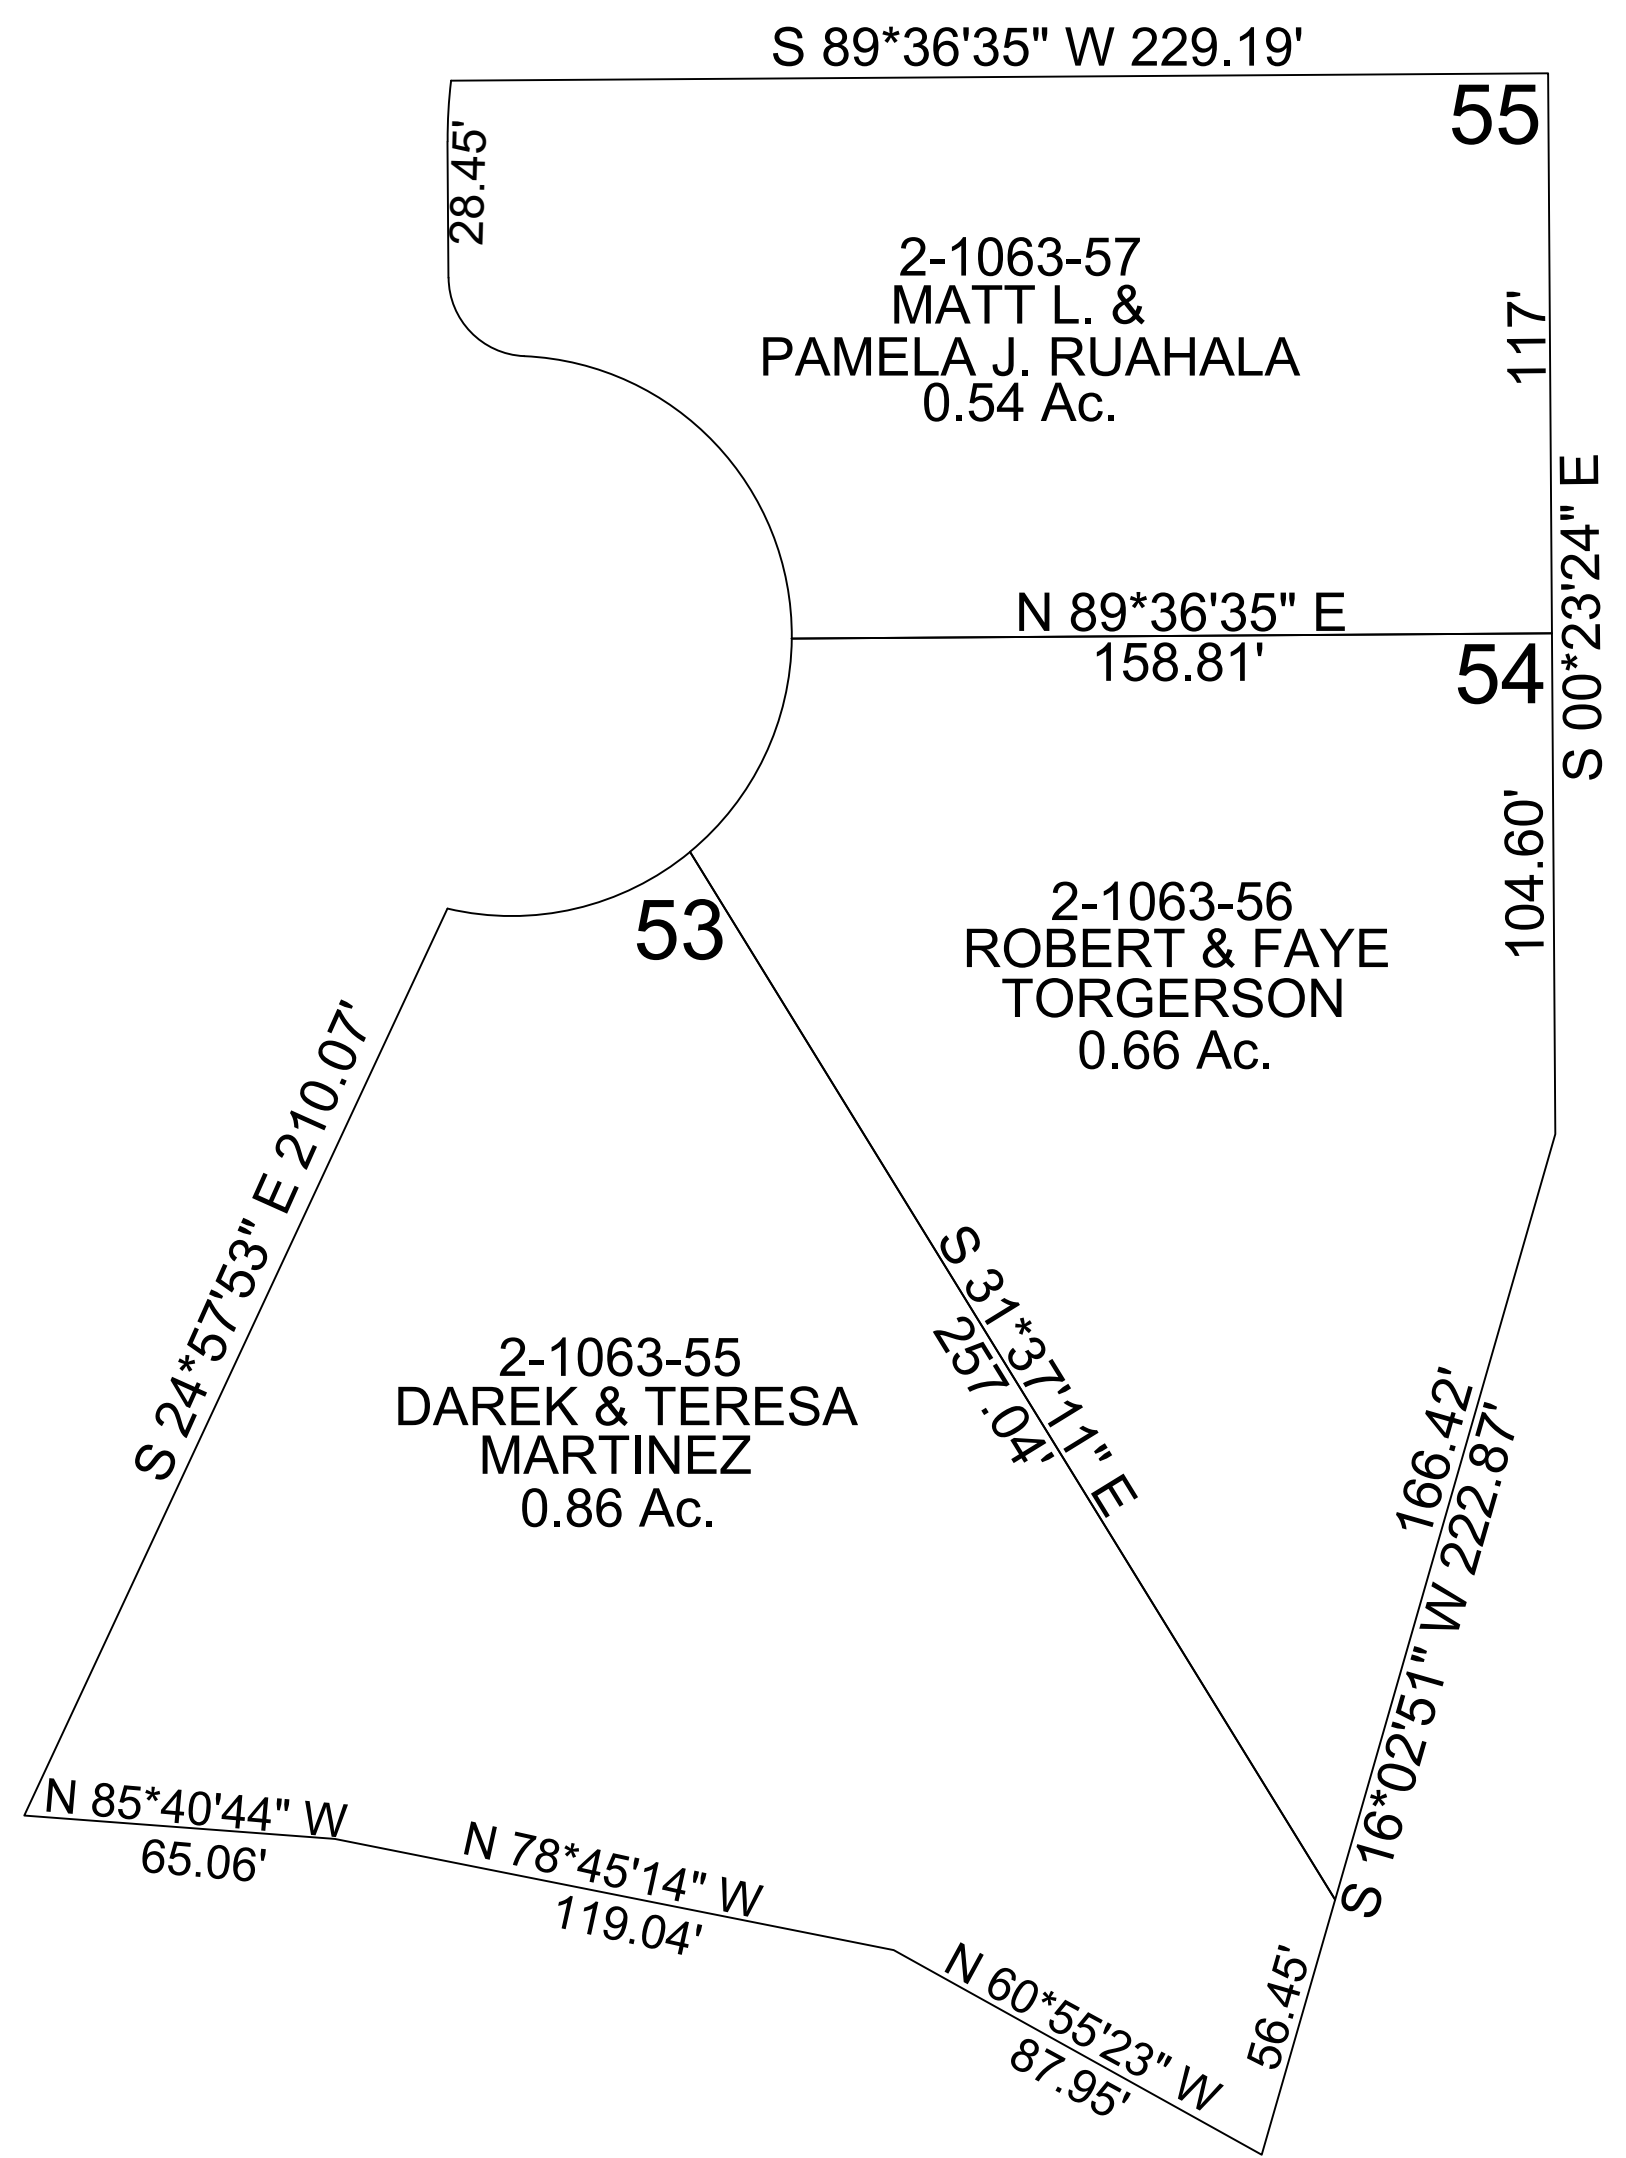 S 89*36'35" W 229.19'
55
28.45'
2-1063-57
MATT L. &
PAMELA J. RUAHALA
0.54 Ac.
117'
S 00*23'24" E
N 89*36'35" E
158.81'
54
104.60'
53
2-1063-56
ROBERT & FAYE
TORGERSON
0.66 Ac.
S 24*57'53" E 210.07'
S 31*37'11" E
257.04'
2-1063-55
DAREK & TERESA
MARTINEZ
0.86 Ac.
166.42'
S 16*02'51" W 222.87'
N 85*40'44" W
65.06'
N 78*45'14" W
119.04'
N 60*55'23" W
87.95'
56.45'